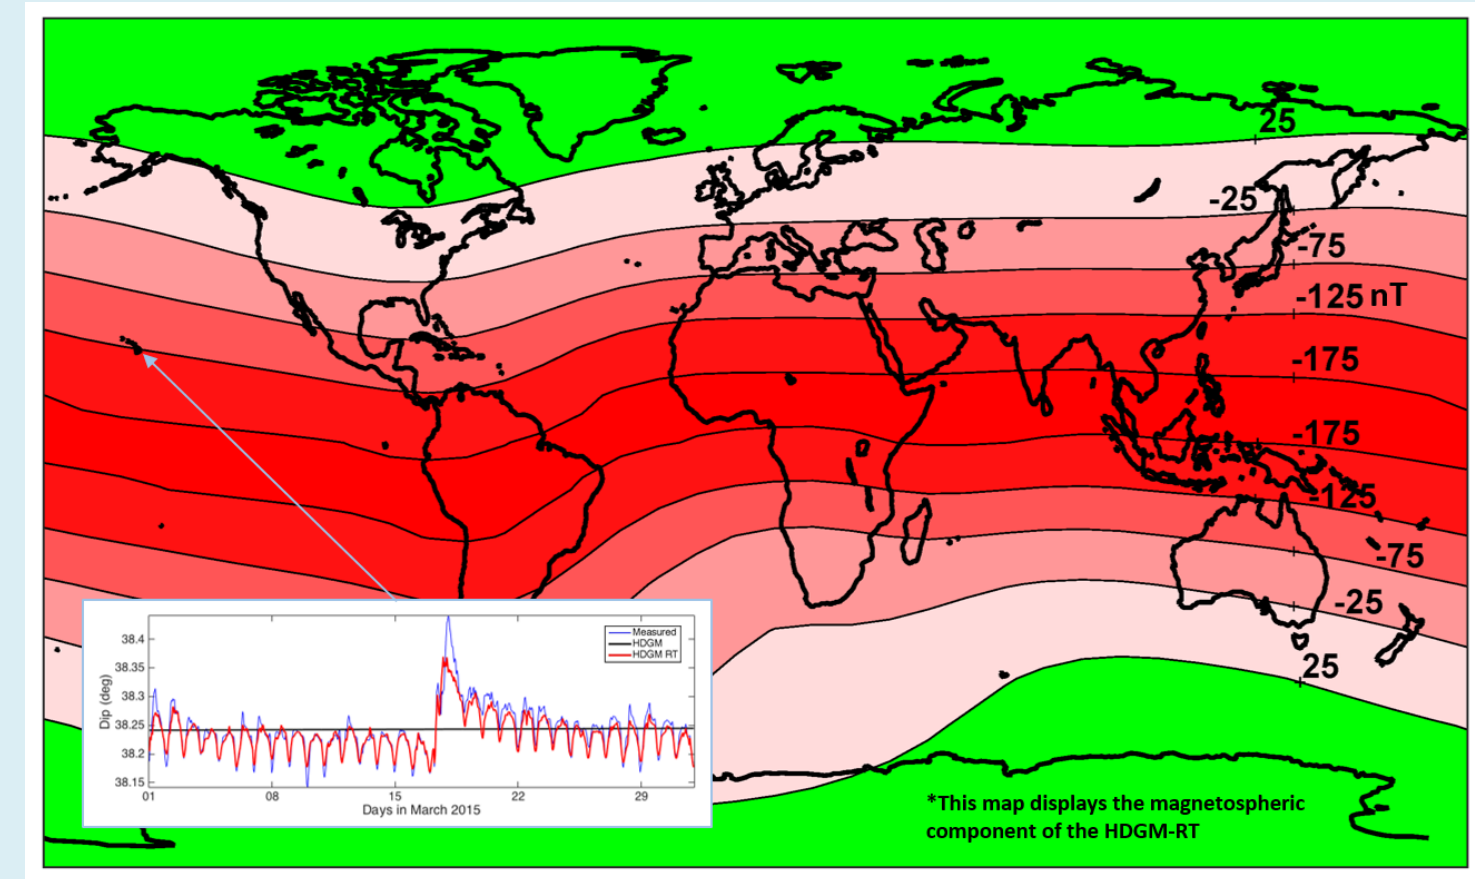 25
-25
-75
-125 nT
-175
-175
-125
-75
-25
25
Measured
HDGM
HDGM RT
38.4
38.35
38.3
38.25
38.2
38.15
Dip (deg)
01 08 15 22 29
Days in March 2015
*This map displays the magnetospheric
component of the HDGM-RT